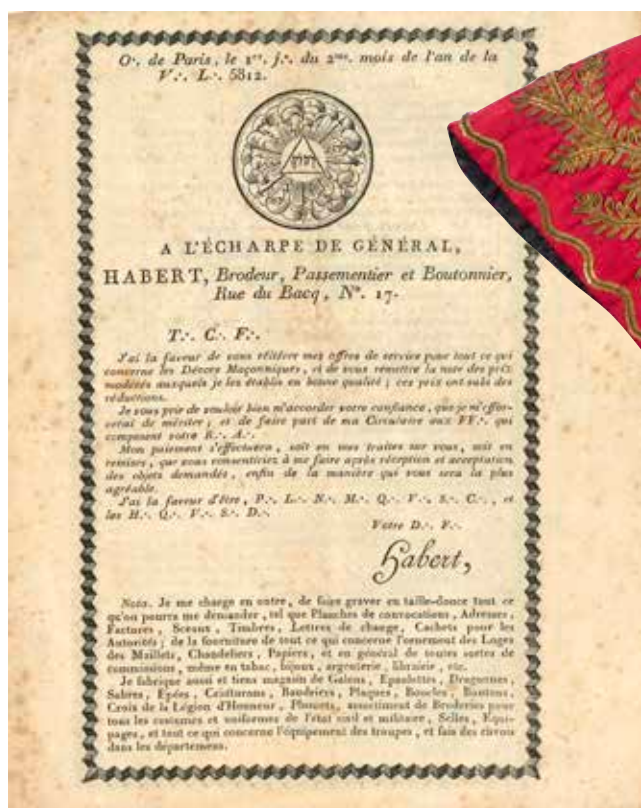 O∴ de Paris, le 1er. j∴ du 2me. mois de l'an de la
V∴ L∴ 5812.
יהוה
A L'ÉCHARPE DE GÉNÉRAL,
HABERT, Brodeur, Passementier et Boutonnier,
Rue du Bacq, N°. 17.
T∴ C∴ F∴
J'ai la faveur de vous réitérer mes offres de service pour tout ce qui
concerne les Décors Maçonniques, et de vous remettre la note des prix
modérés auxquels je les établis en bonne qualité ; ces prix ont subi des
réductions.
Je vous prie de vouloir bien m'accorder votre confiance, que je m'effor-
cerai de mériter ; et de faire part de ma Circulaire aux FF∴ qui
composent votre R∴ A∴
Mon paiement s'effectuera, soit en mes traites sur vous, soit en
remises, que vous consentiriez à me faire après réception et acceptation
des objets demandés, enfin de la manière qui vous sera la plus
agréable.
J'ai la faveur d'être, P∴ L∴ N∴ M∴ Q∴ V∴ S∴ C∴, et
les H∴ Q∴ V∴ S∴ D∴
Votre D∴ F∴
Habert,
Nota. Je me charge en outre, de faire graver en taille-douce tout ce
qu'on pourra me demander, tel que Planches de convocations, Adresses,
Factures, Sceaux, Timbres, Lettres de change, Cachets pour les
Autorités ; de la fourniture de tout ce qui concerne l'ornement des Loges
des Maillets, Chandeliers, Papiers, et en général de toutes sortes de
commissions, même en tabac, bijoux, argenterie, librairie, etc.
Je fabrique aussi et tiens magasin de Galons, Epaulettes, Dragonnes,
Sabres, Epées, Ceinturons, Baudriers, Plaques, Boucles, Boutons,
Croix de la Légion d'Honneur, Plumets, assortiment de Broderies pour
tous les costumes et uniformes de l'état civil et militaire, Selles, Equi-
pages, et tout ce qui concerne l'équipement des troupes, et fais des envois
dans les départemens.